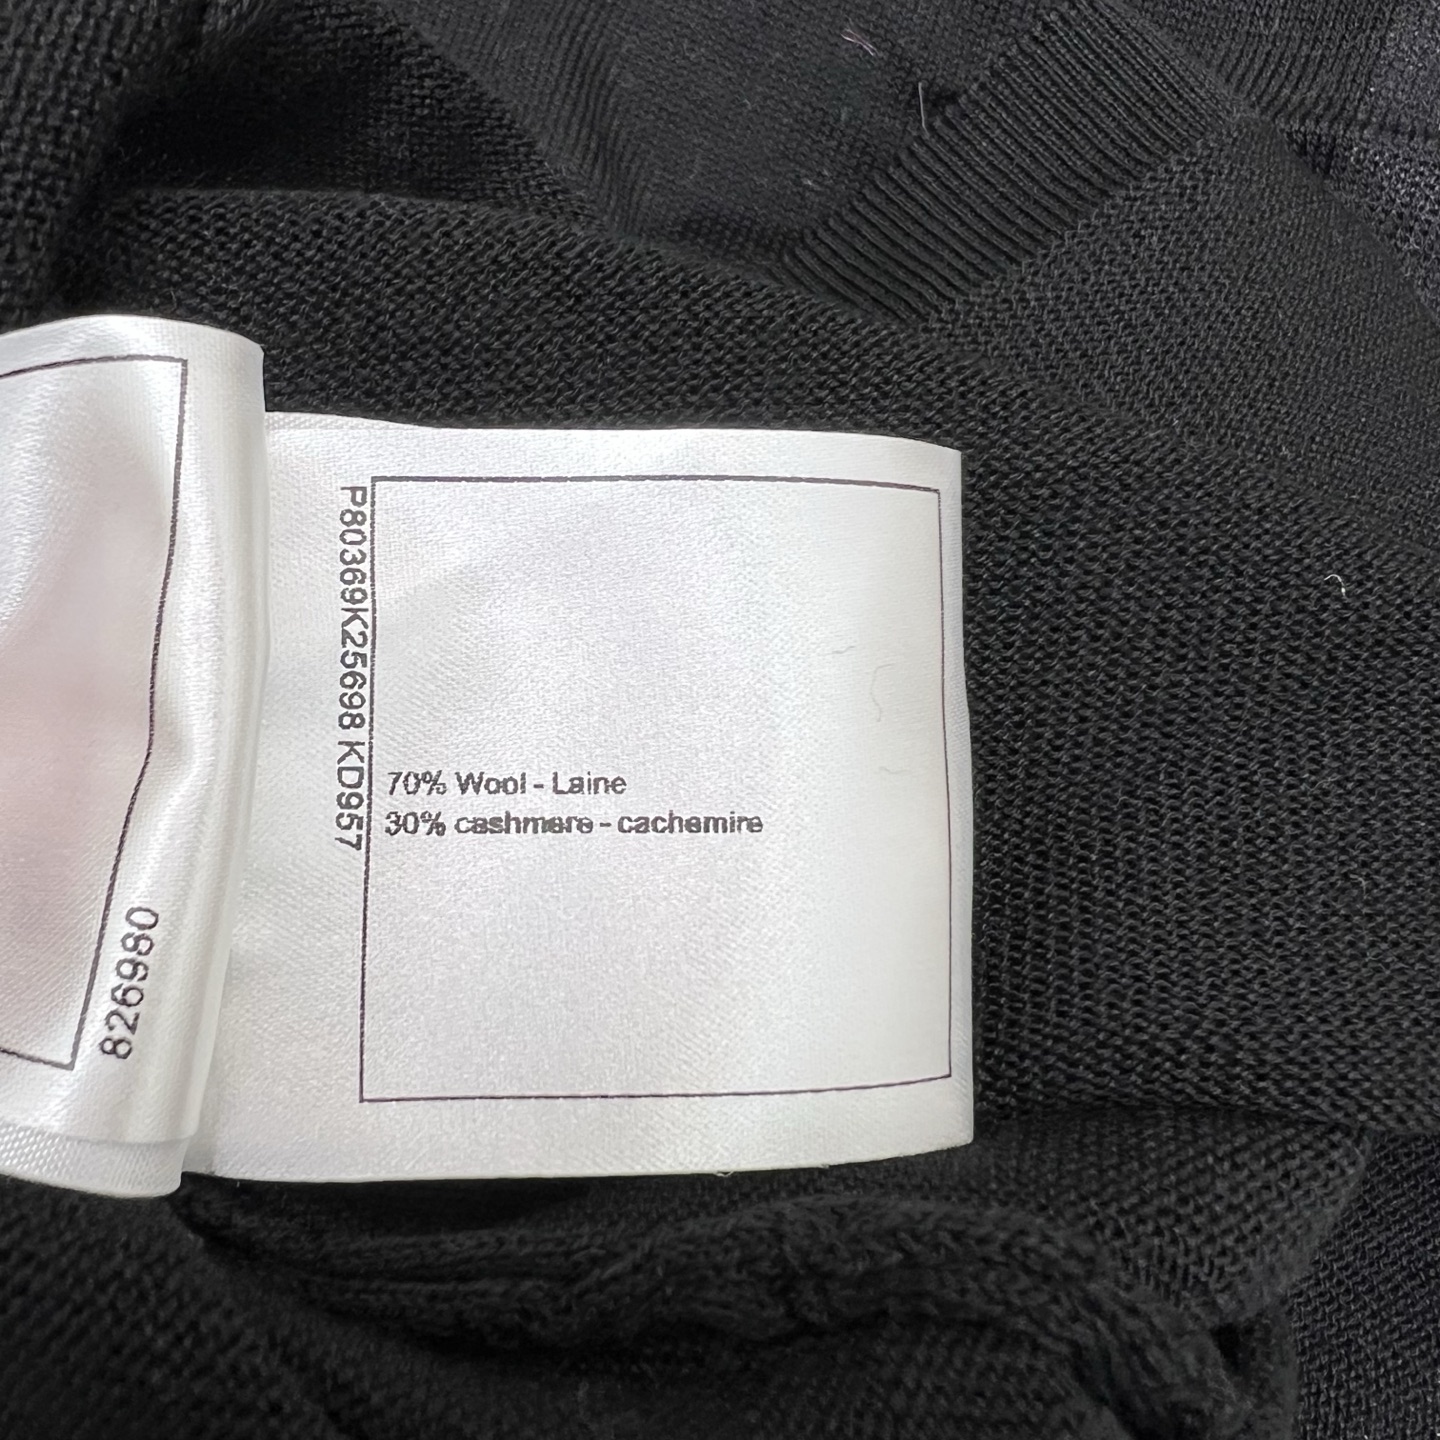 P80369K25698 KD957
70% Wool - Laine
30% cashmere - cachemire
826980